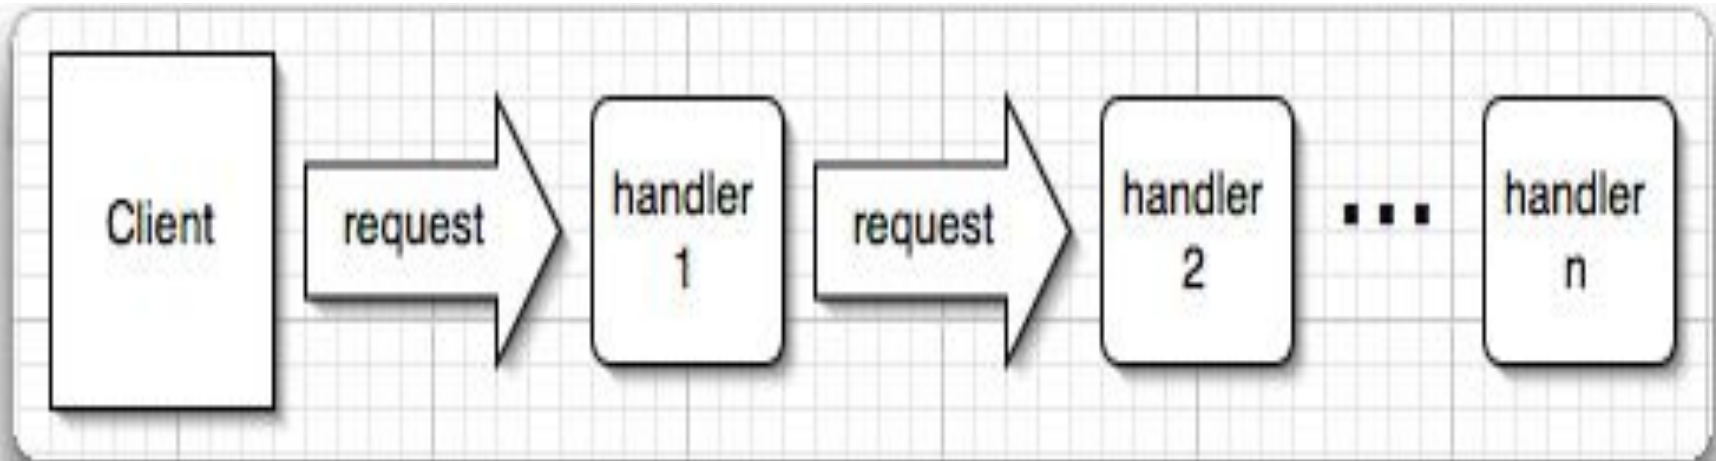 Client
request
handler
1
request
handler
2
...
handler
n